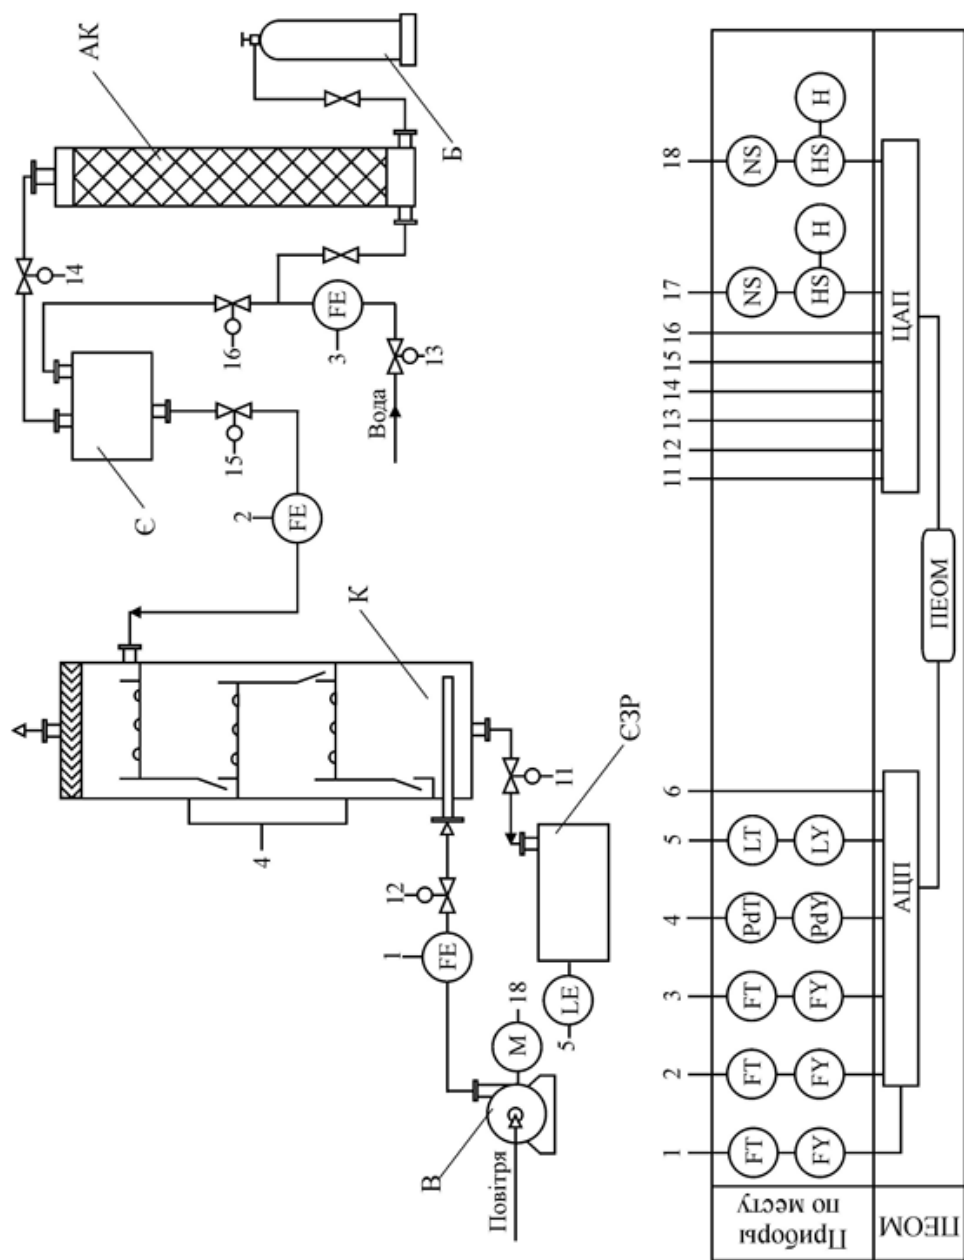 АК
14
Є
16
15
2
4
FE
FE
3
К
Вода
1
12
13
В
FE
Б
Повітря
M
18
5
LE
11
ЄЗР
1 2 3 4 5 6 11 12 13 14 15 16 17 18
Приборы
по месту
FT FT FT PdT LT NS NS
FY FY FY PdY LY HS H HS H
АЦП ЦАП
ПЕОМ
ПЕОМ